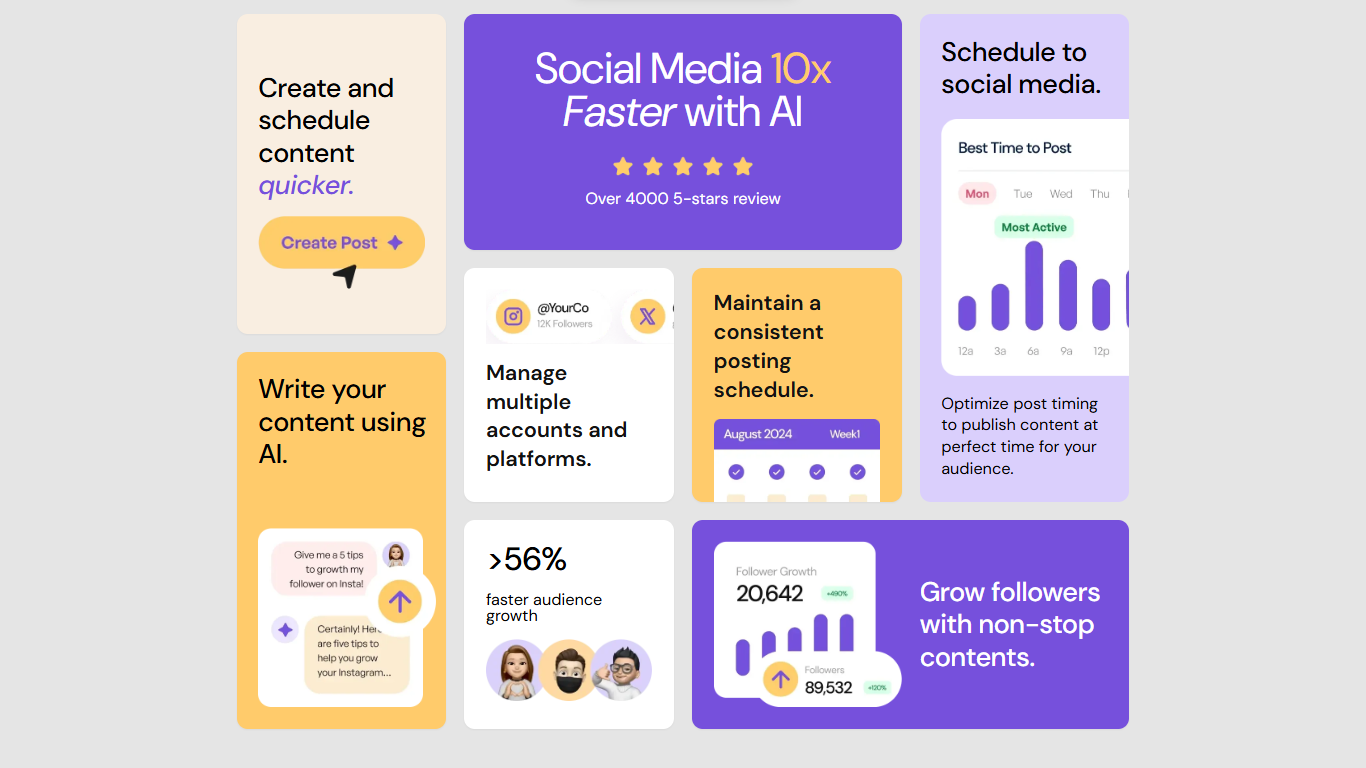 Create and
schedule
content
quicker.
Create Post
Social Media 10x
Faster with AI
Over 4000 5-stars review
Schedule to
social media.
Best Time to Post
Mon Tue Wed Thu
Most Active
12a 3a 6a 9a 12p
Optimize post timing
to publish content at
perfect time for your
audience.
Write your
content using
AI.
Give me a 5 tips
to growth my
follower on Insta!
Certainly! Here
are five tips to
help you grow
your Instagram...
@YourCo
12K Followers
Manage
multiple
accounts and
platforms.
Maintain a
consistent
posting
schedule.
August 2024 Week1
>56%
faster audience
growth
Follower Growth
20,642 +490%
Followers
89,532 +120%
Grow followers
with non-stop
contents.